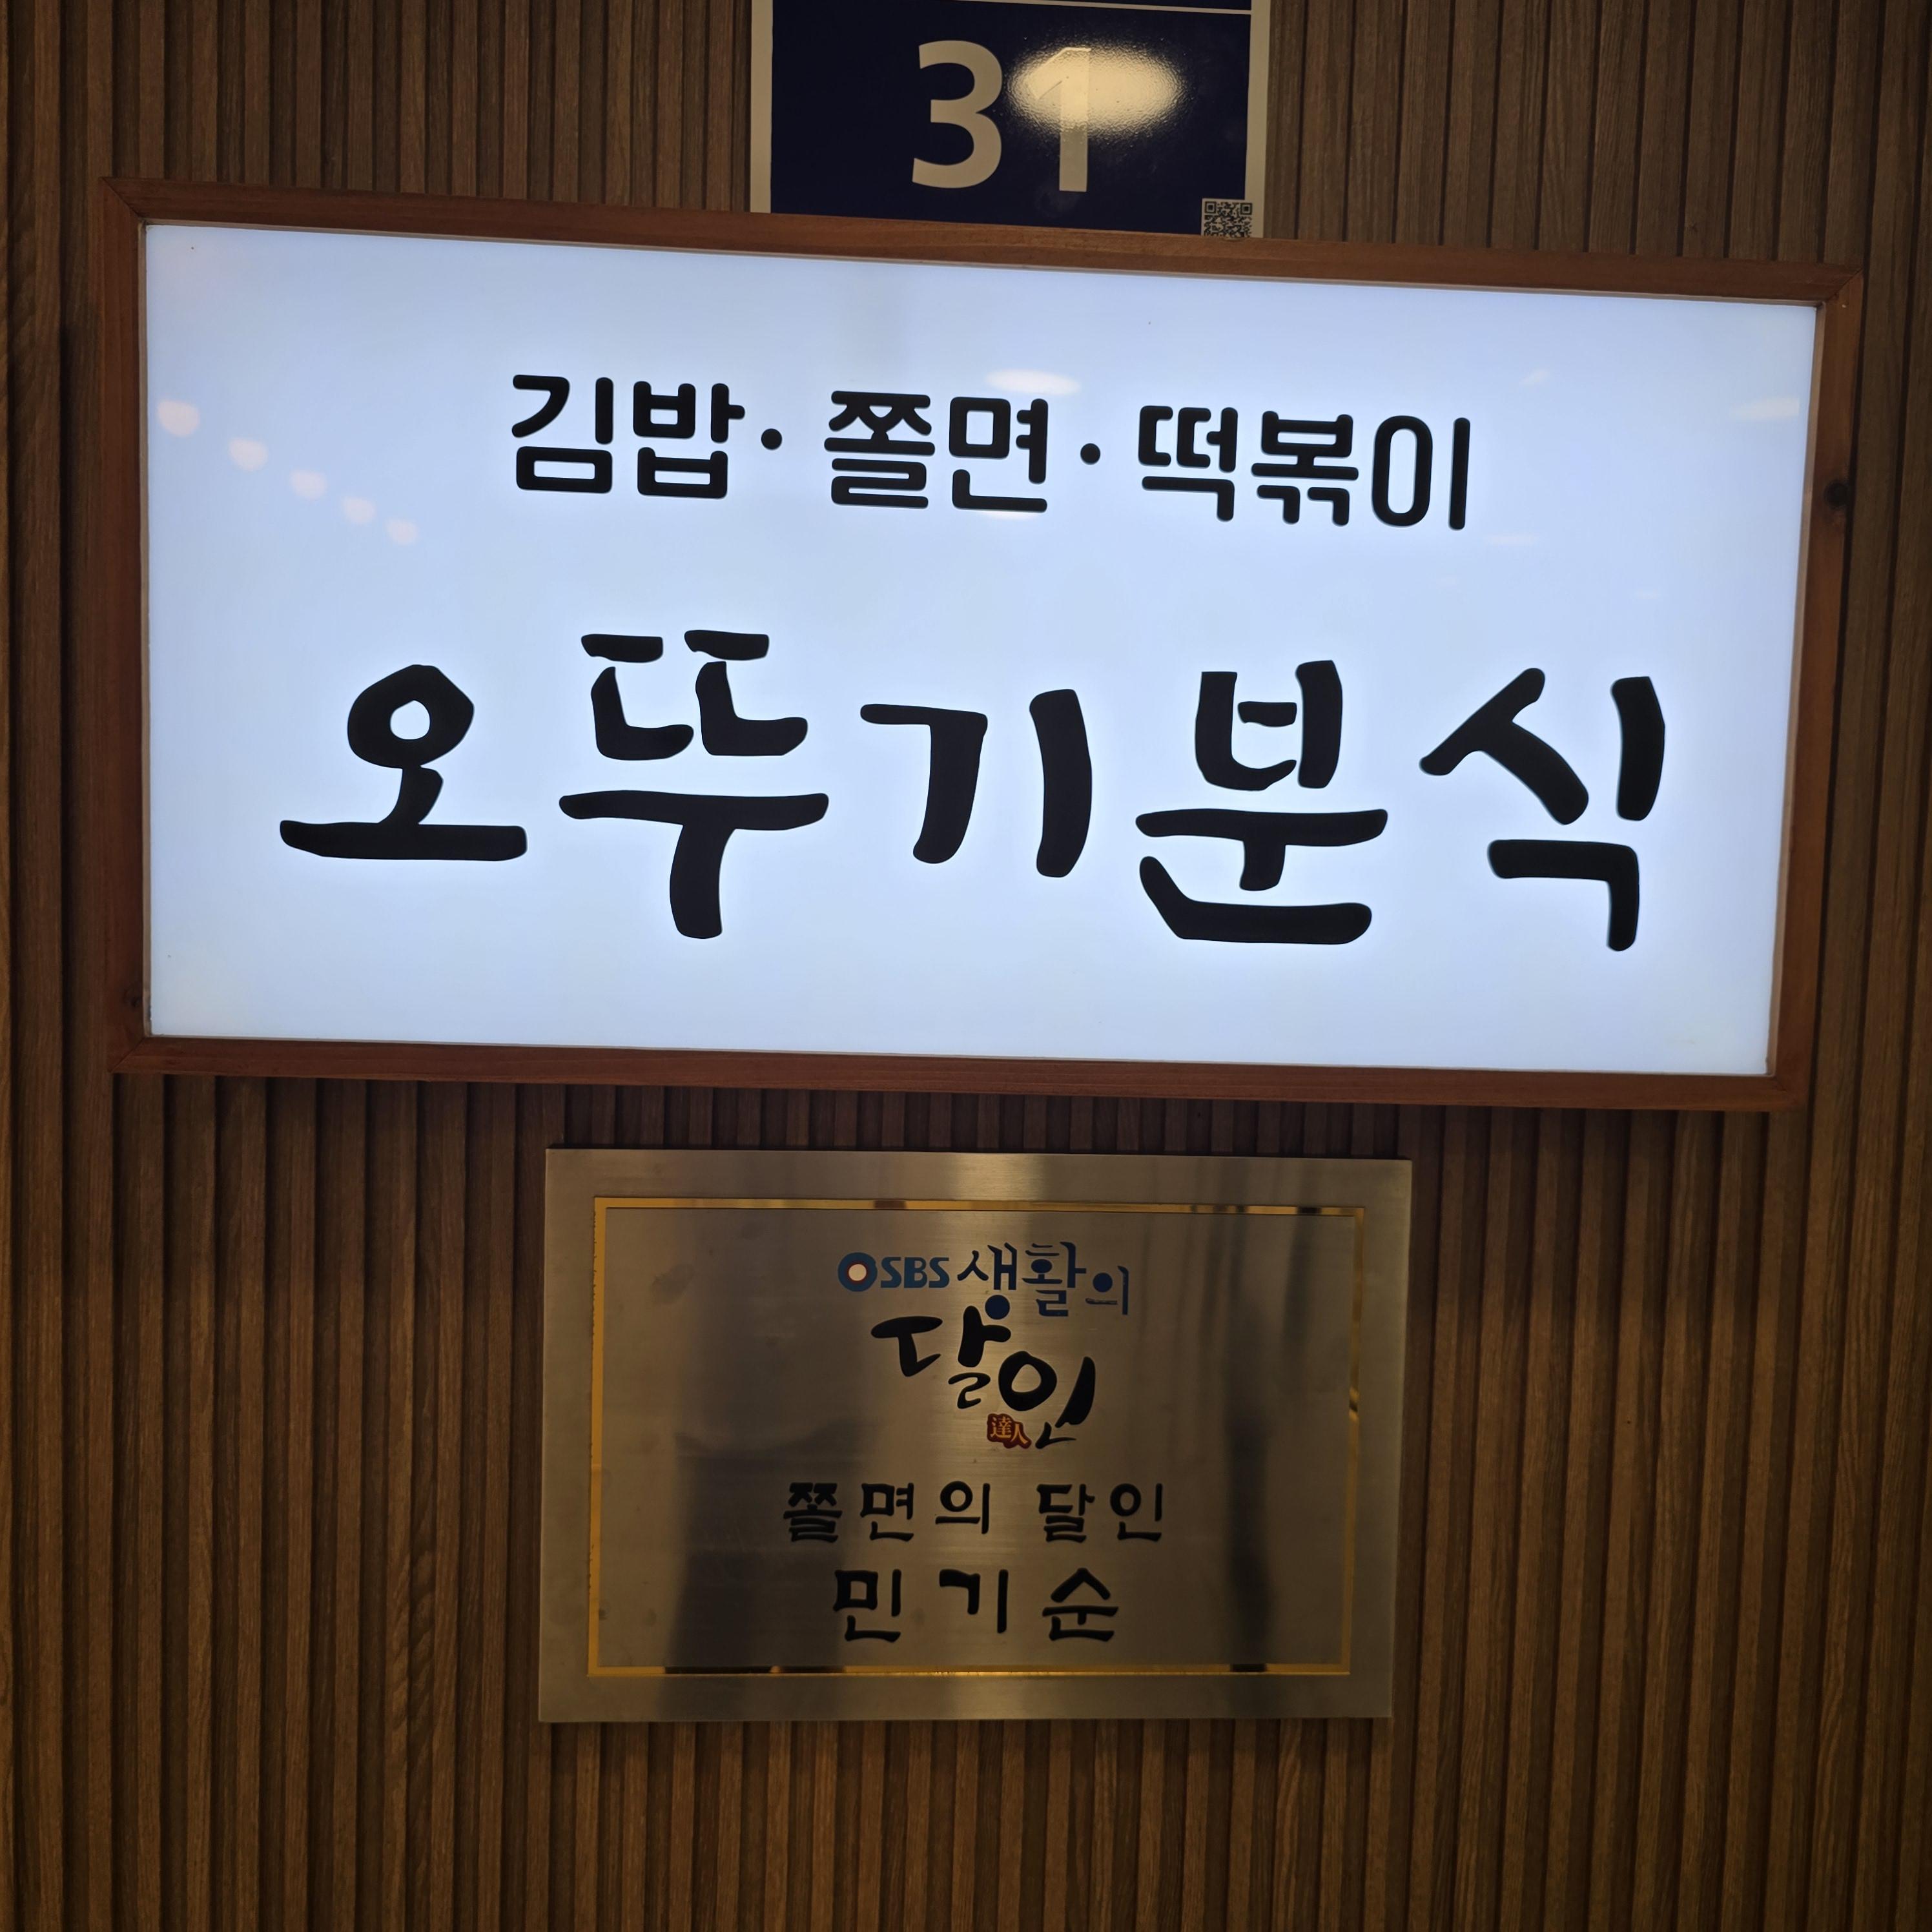 31
김밥·쫄면·떡볶이
오뚜기분식
SBS 생활의
달인
達人
쫄면의 달인
민기순